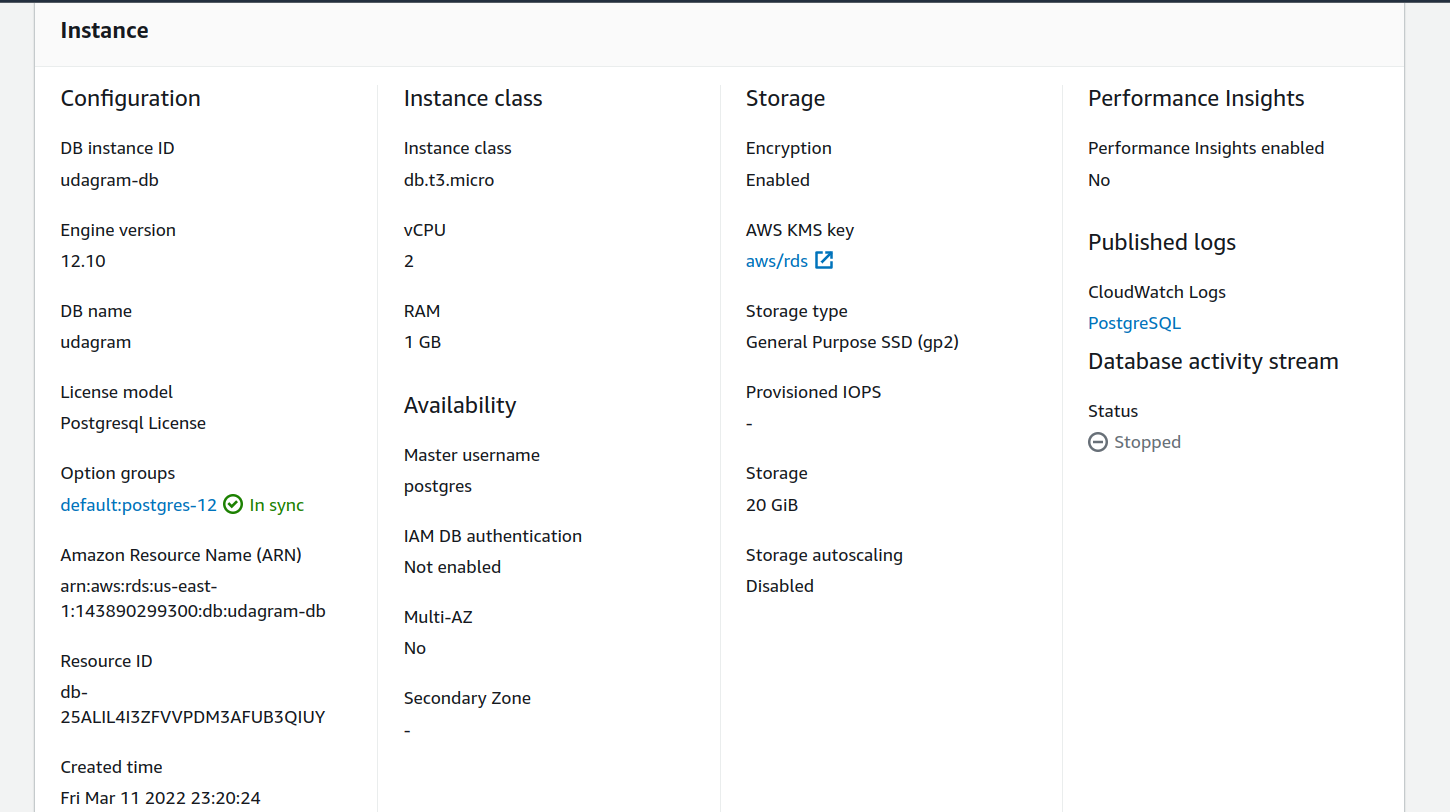 Instance
Configuration
DB instance ID
udagram-db
Engine version
12.10
DB name
udagram
License model
Postgresql License
Option groups
default:postgres-12 In sync
Amazon Resource Name (ARN)
arn:aws:rds:us-east-
1:143890299300:db:udagram-db
Resource ID
db-
25ALIL4I3ZFVVPDM3AFUB3QIUY
Created time
Fri Mar 11 2022 23:20:24
Instance class
Instance class
db.t3.micro
vCPU
2
RAM
1 GB
Availability
Master username
postgres
IAM DB authentication
Not enabled
Multi-AZ
No
Secondary Zone
-
Storage
Encryption
Enabled
AWS KMS key
aws/rds
Storage type
General Purpose SSD (gp2)
Provisioned IOPS
-
Storage
20 GiB
Storage autoscaling
Disabled
Performance Insights
Performance Insights enabled
No
Published logs
CloudWatch Logs
PostgreSQL
Database activity stream
Status
Stopped